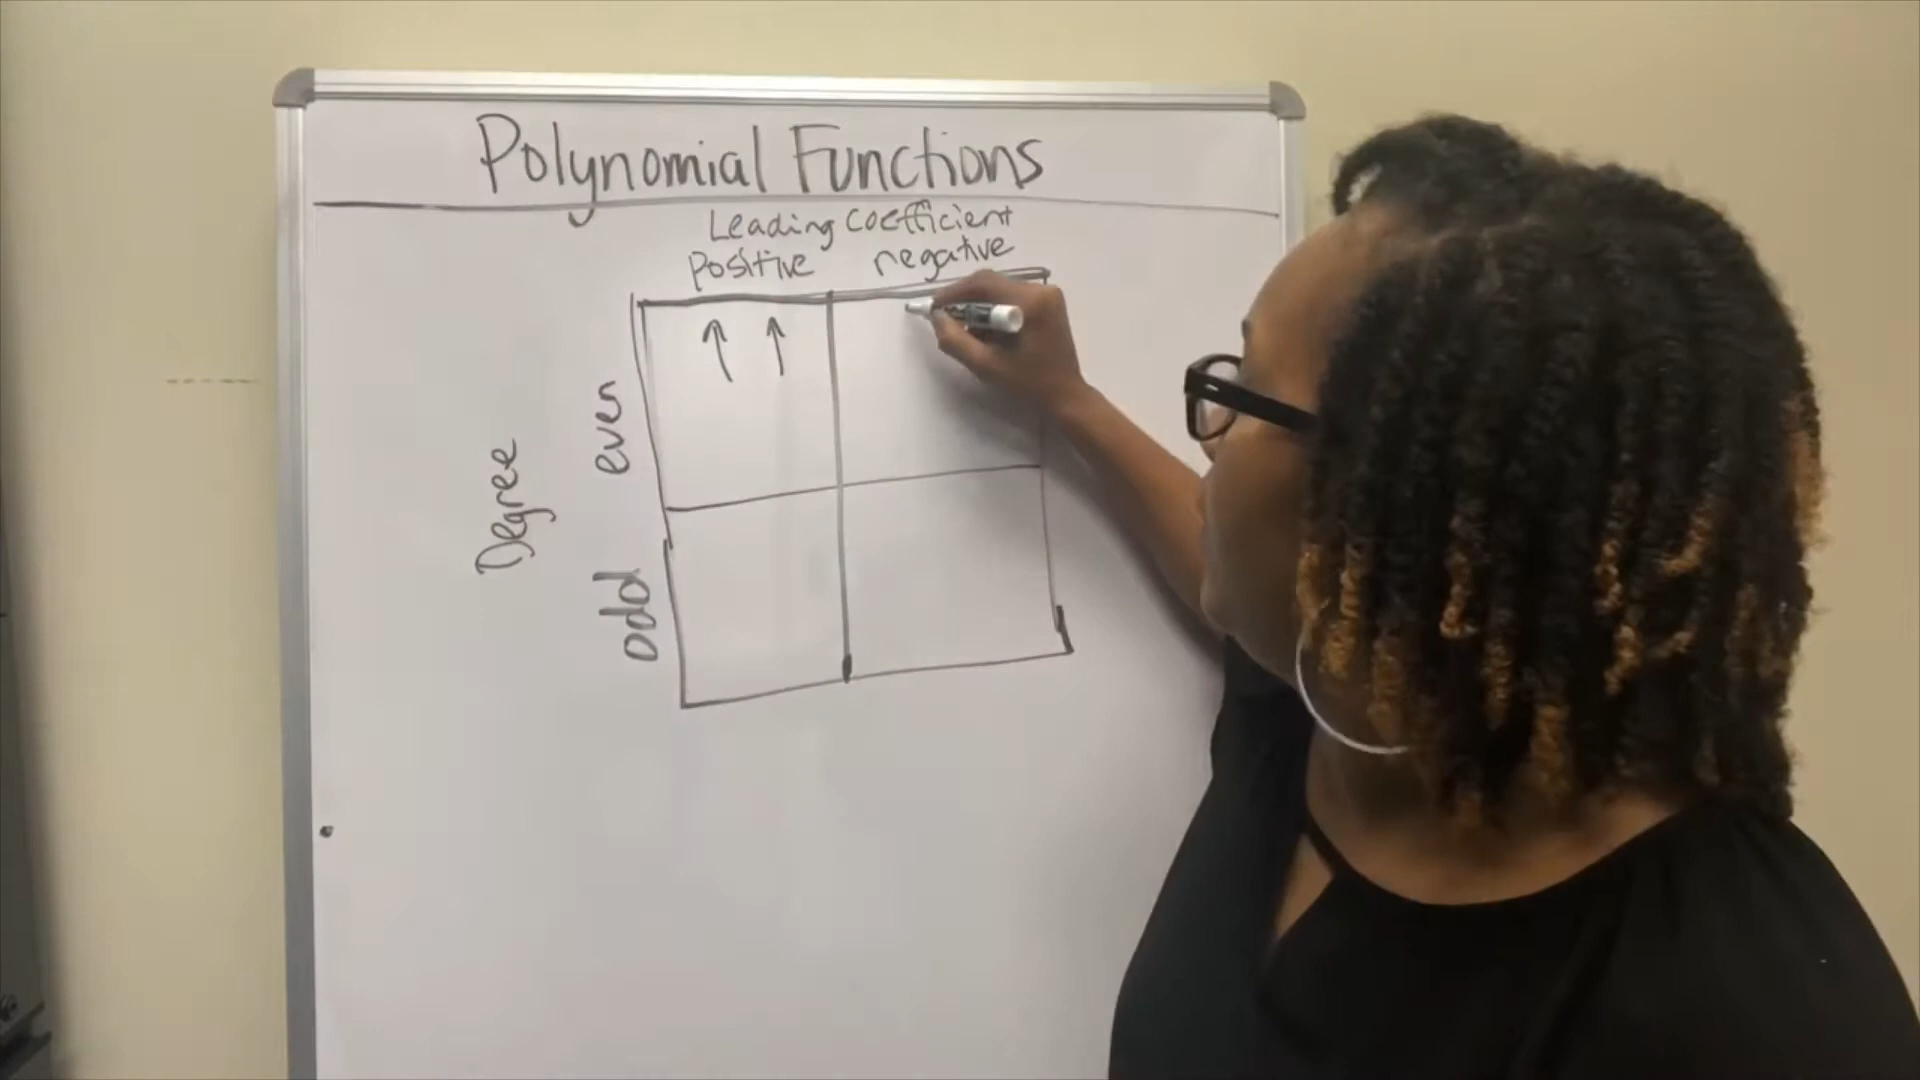 Polynomial Functions
Leading Coefficient
positive negative
Degree
even
odd